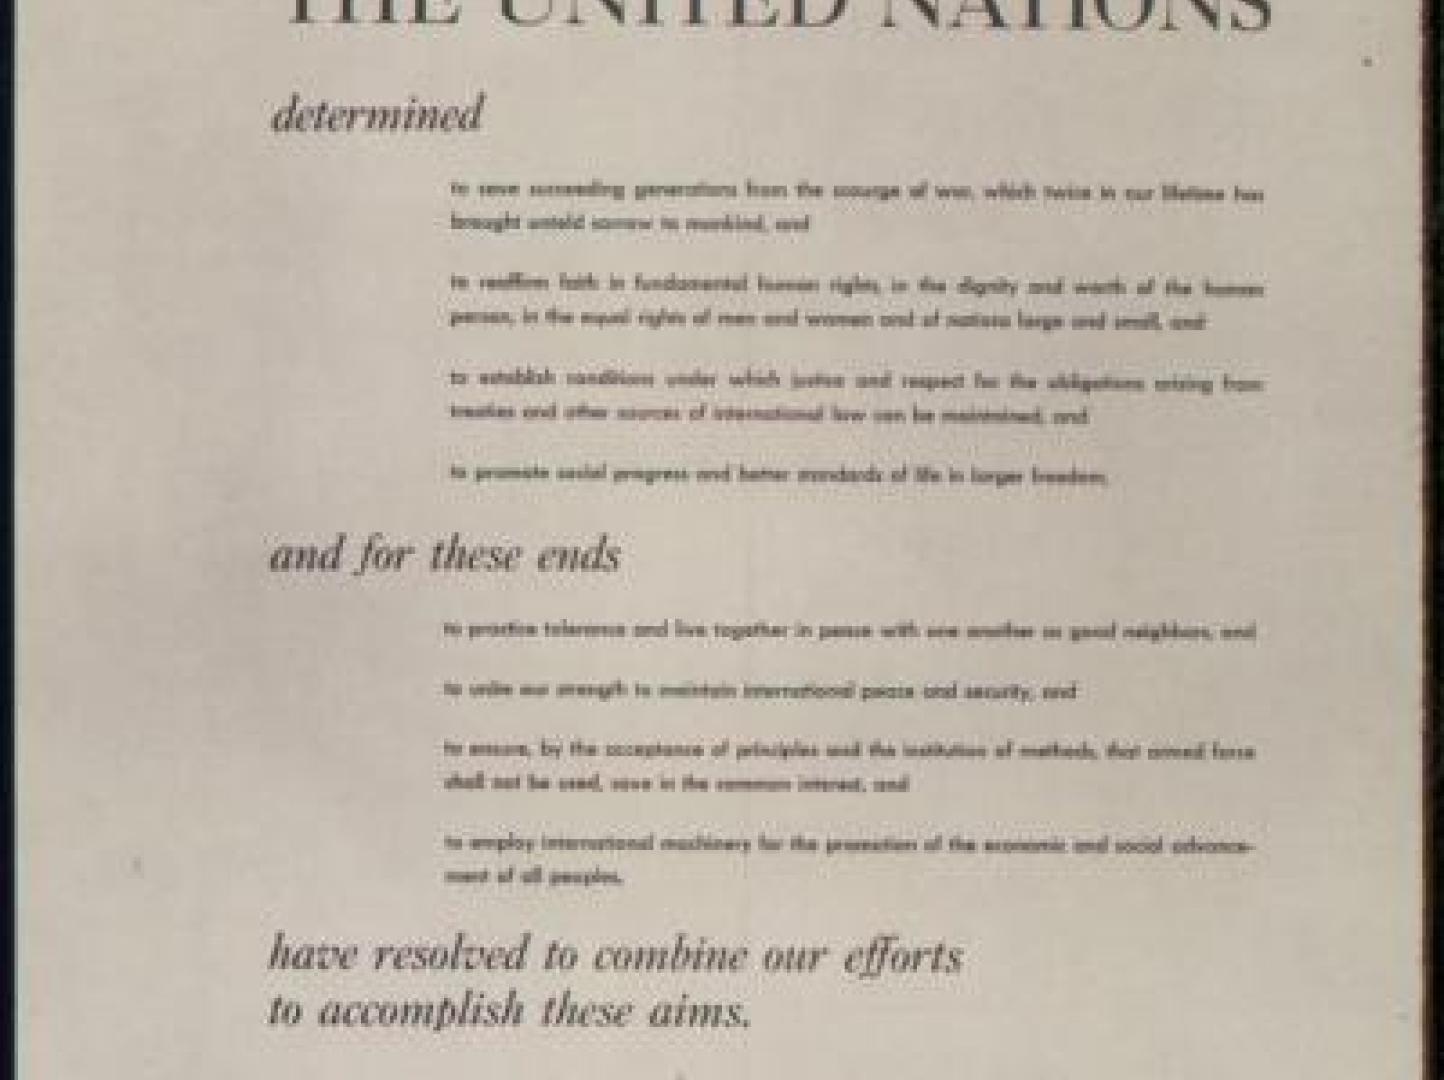 THE UNITED NATIONS
determined
to save succeeding generations from the scourge of war, which twice in our lifetime has
brought untold sorrow to mankind, and
to reaffirm faith in fundamental human rights, in the dignity and worth of the human
person, in the equal rights of men and women and of nations large and small, and
to establish conditions under which justice and respect for the obligations arising from
treaties and other sources of international law can be maintained, and
to promote social progress and better standards of life in larger freedom,
and for these ends
to practice tolerance and live together in peace with one another as good neighbors, and
to unite our strength to maintain international peace and security, and
to ensure, by the acceptance of principles and the institution of methods, that armed force
shall not be used, save in the common interest, and
to employ international machinery for the promotion of the economic and social advance-
ment of all peoples,
have resolved to combine our efforts
to accomplish these aims.